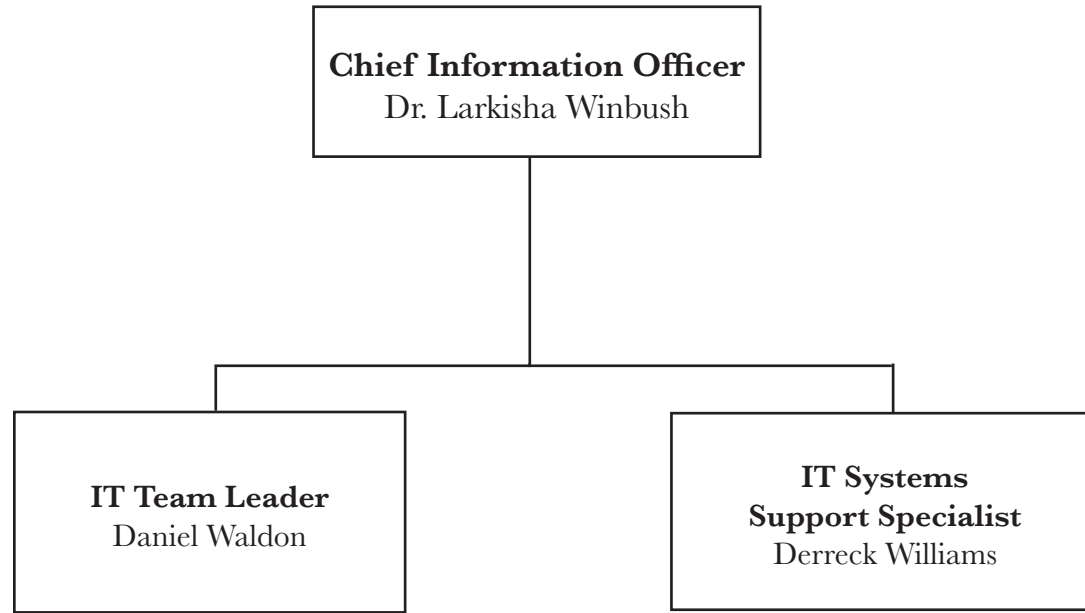 Chief Information Officer
Dr. Larkisha Winbush
IT Team Leader
Daniel Waldon
IT Systems
Support Specialist
Derreck Williams